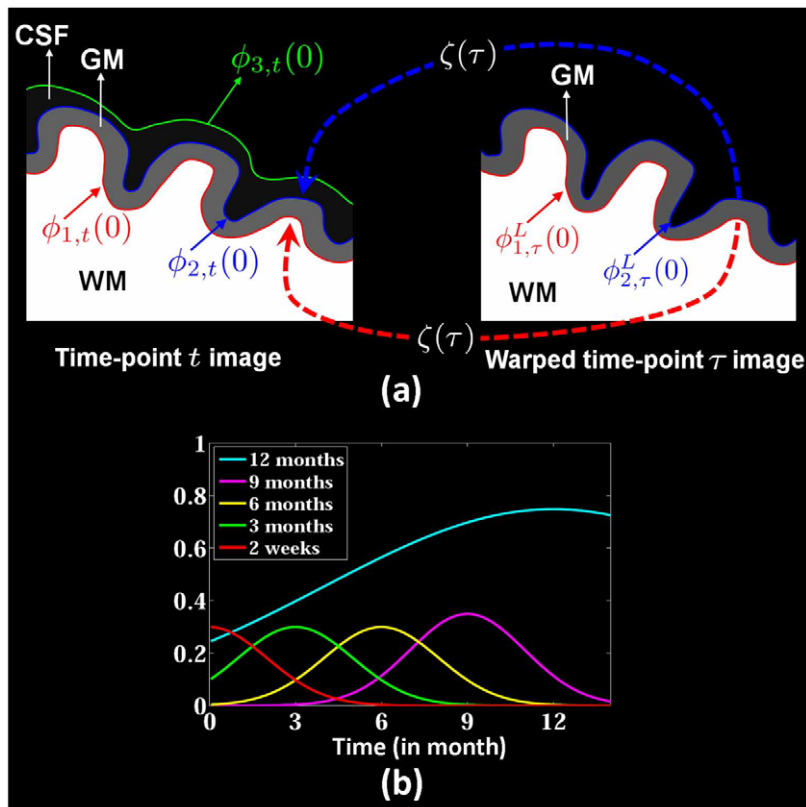 CSF
GM
ϕ₃,ₜ(0)
ζ(τ)
GM
ϕ₁,ₜ(0)
ϕ₂,ₜ(0)
WM
ϕᴸ₁,τ(0)
ϕᴸ₂,τ(0)
WM
ζ(τ)
Time-point t image
Warped time-point τ image
(a)
1
0.8
0.6
0.4
0.2
0
12 months
9 months
6 months
3 months
2 weeks
0 3 6 9 12
Time (in month)
(b)